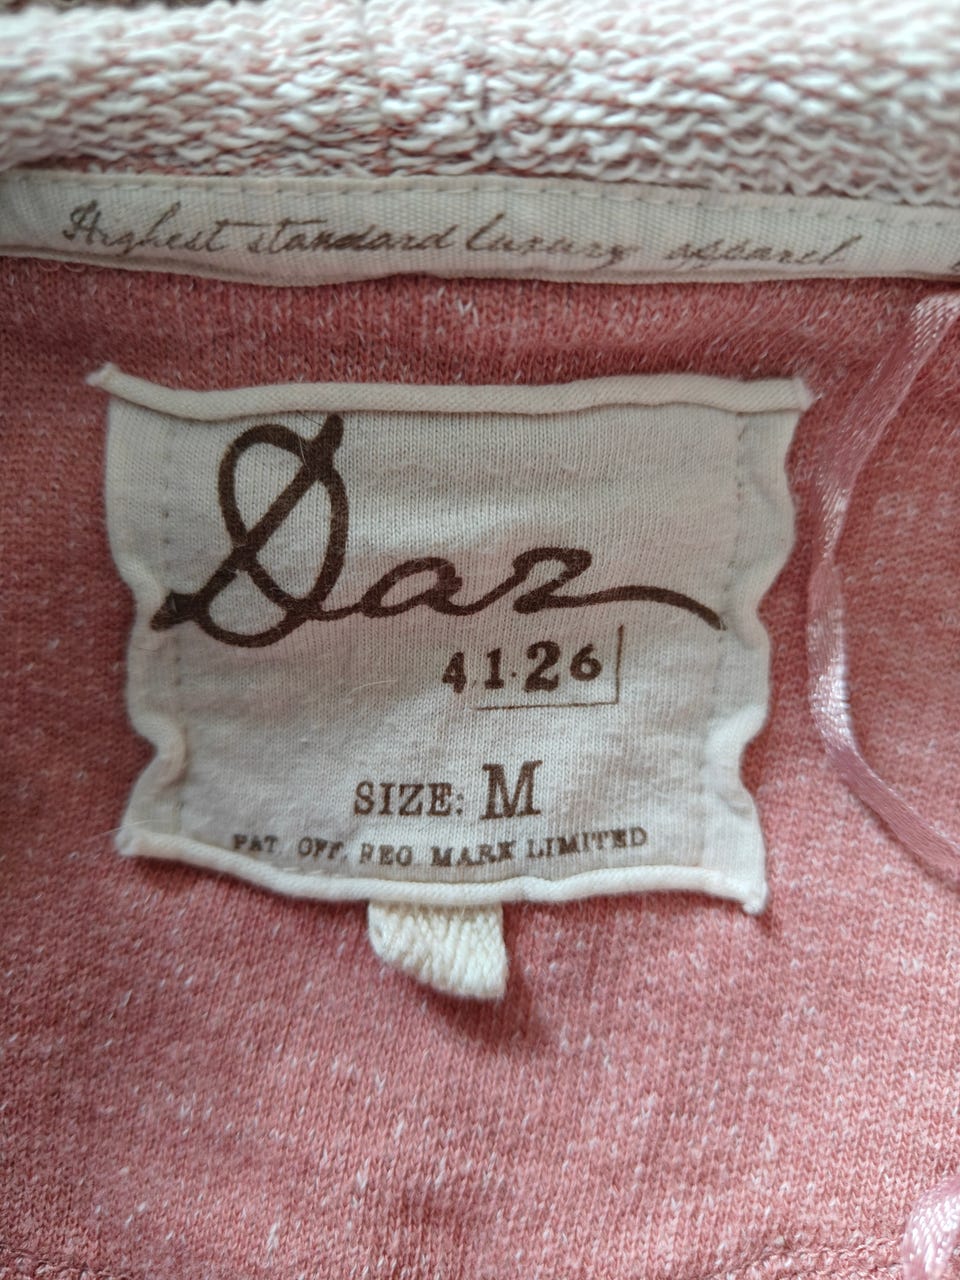 Highest standard luxury apparel
Daz
41.26
SIZE: M
PAT. OFF. REG MARK LIMITED